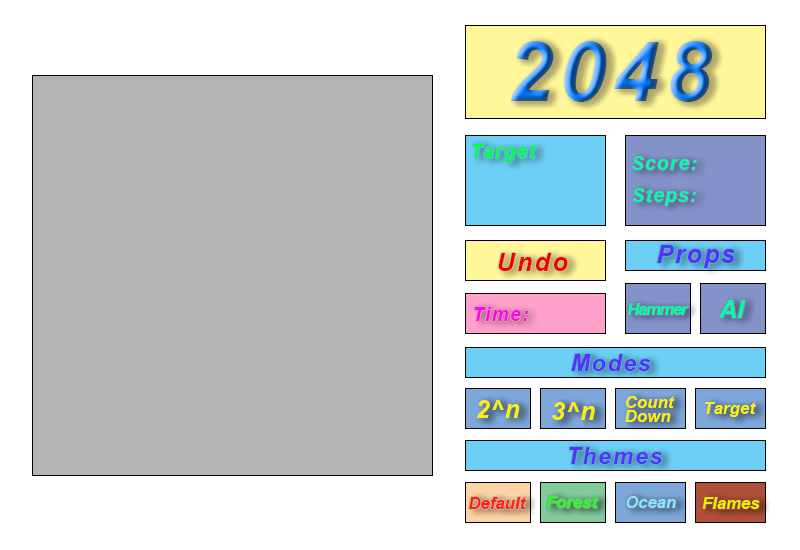 2048
Target
Score:
Steps:
Undo
Props
Time:
Hammer
AI
Modes
2^n
3^n
Count
Down
Target
Themes
Default
Forest
Ocean
Flames